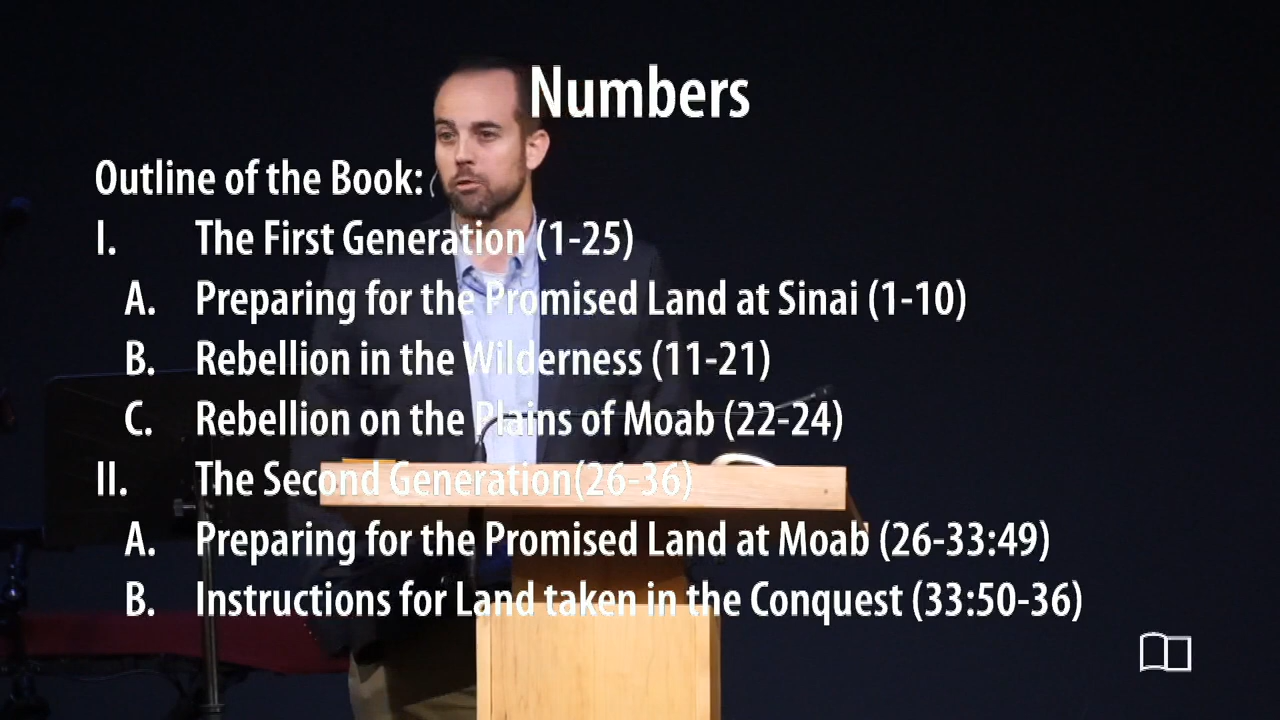 Numbers
Outline of the Book:
I. The First Generation (1-25)
A. Preparing for the Promised Land at Sinai (1-10)
B. Rebellion in the Wilderness (11-21)
C. Rebellion on the Plains of Moab (22-24)
II. The Second Generation(26-36)
A. Preparing for the Promised Land at Moab (26-33:49)
B. Instructions for Land taken in the Conquest (33:50-36)